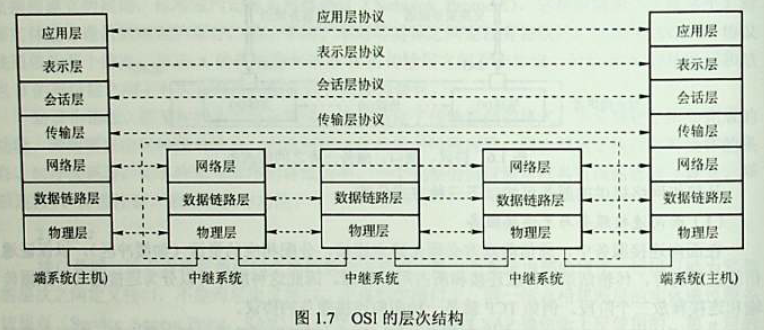 应用层协议
表示层协议
会话层协议
传输层协议
应用层
表示层
会话层
传输层
网络层
数据链路层
物理层
网络层
数据链路层
物理层
数据链路层
物理层
网络层
数据链路层
物理层
应用层
表示层
会话层
传输层
网络层
数据链路层
物理层
端系统(主机)
中继系统
中继系统
中继系统
端系统(主机)
图 1.7 OSI 的层次结构